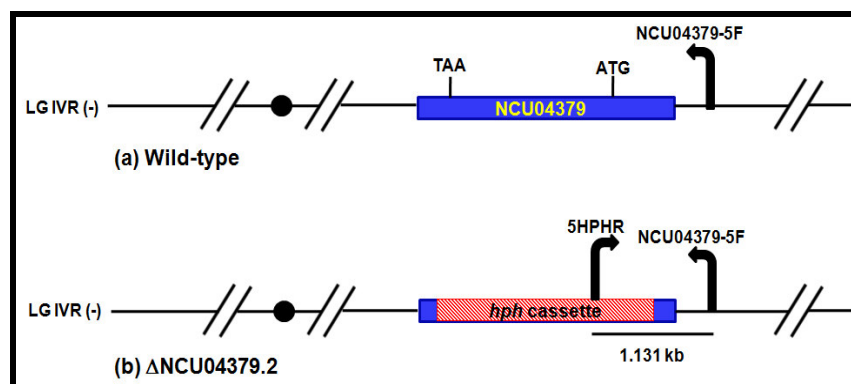 NCU04379-5F
TAA
ATG
LG IVR (-)
NCU04379
(a) Wild-type
5HPHR
NCU04379-5F
LG IVR (-)
hph cassette
1.131 kb
(b) ΔNCU04379.2